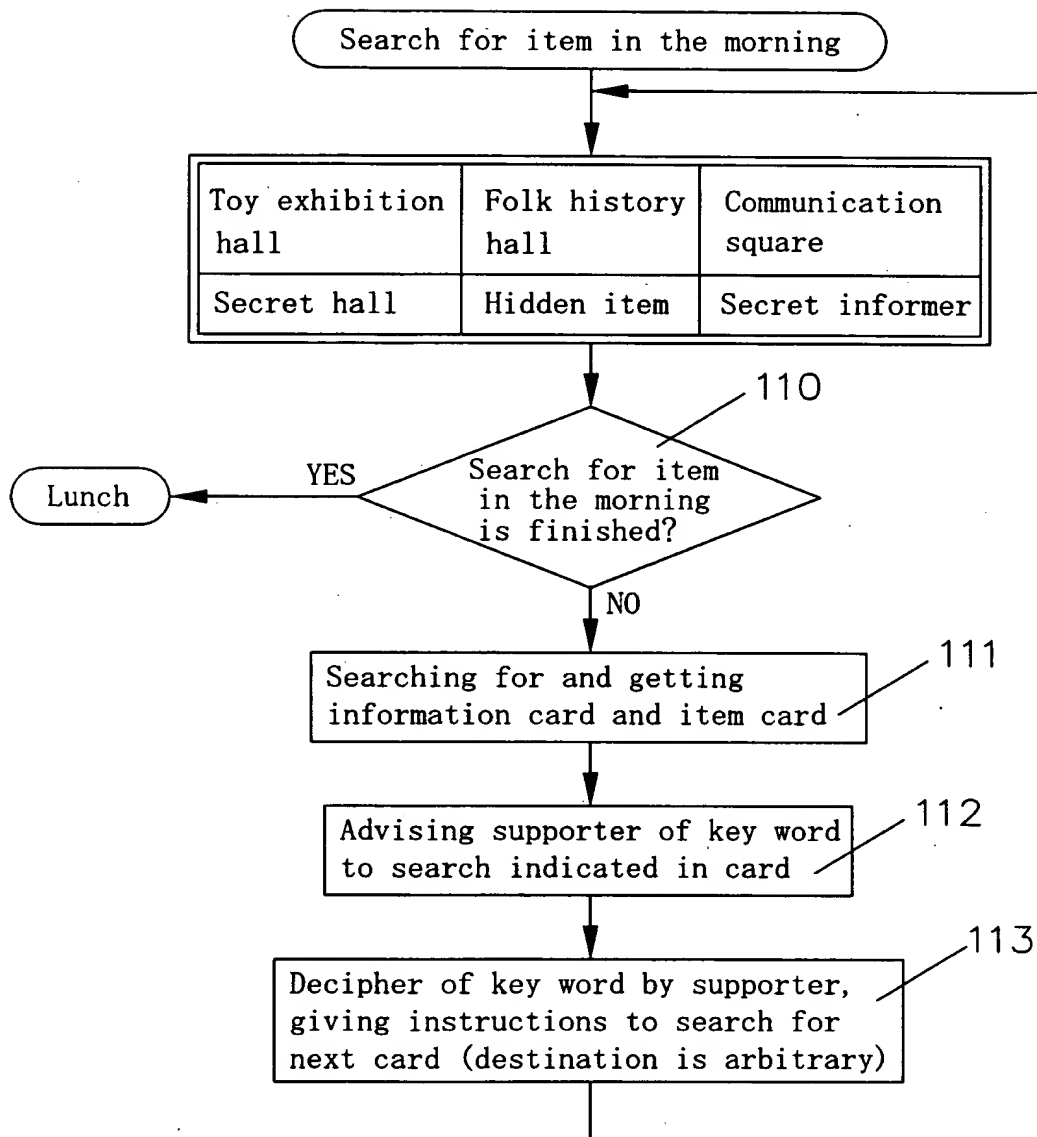 Search for item in the morning
Toy exhibition
hall
Folk history
hall
Communication
square
Secret hall
Hidden item
Secret informer
110
YES
Lunch
Search for item
in the morning
is finished?
NO
111
Searching for and getting
information card and item card
112
Advising supporter of key word
to search indicated in card
113
Decipher of key word by supporter,
giving instructions to search for
next card (destination is arbitrary)